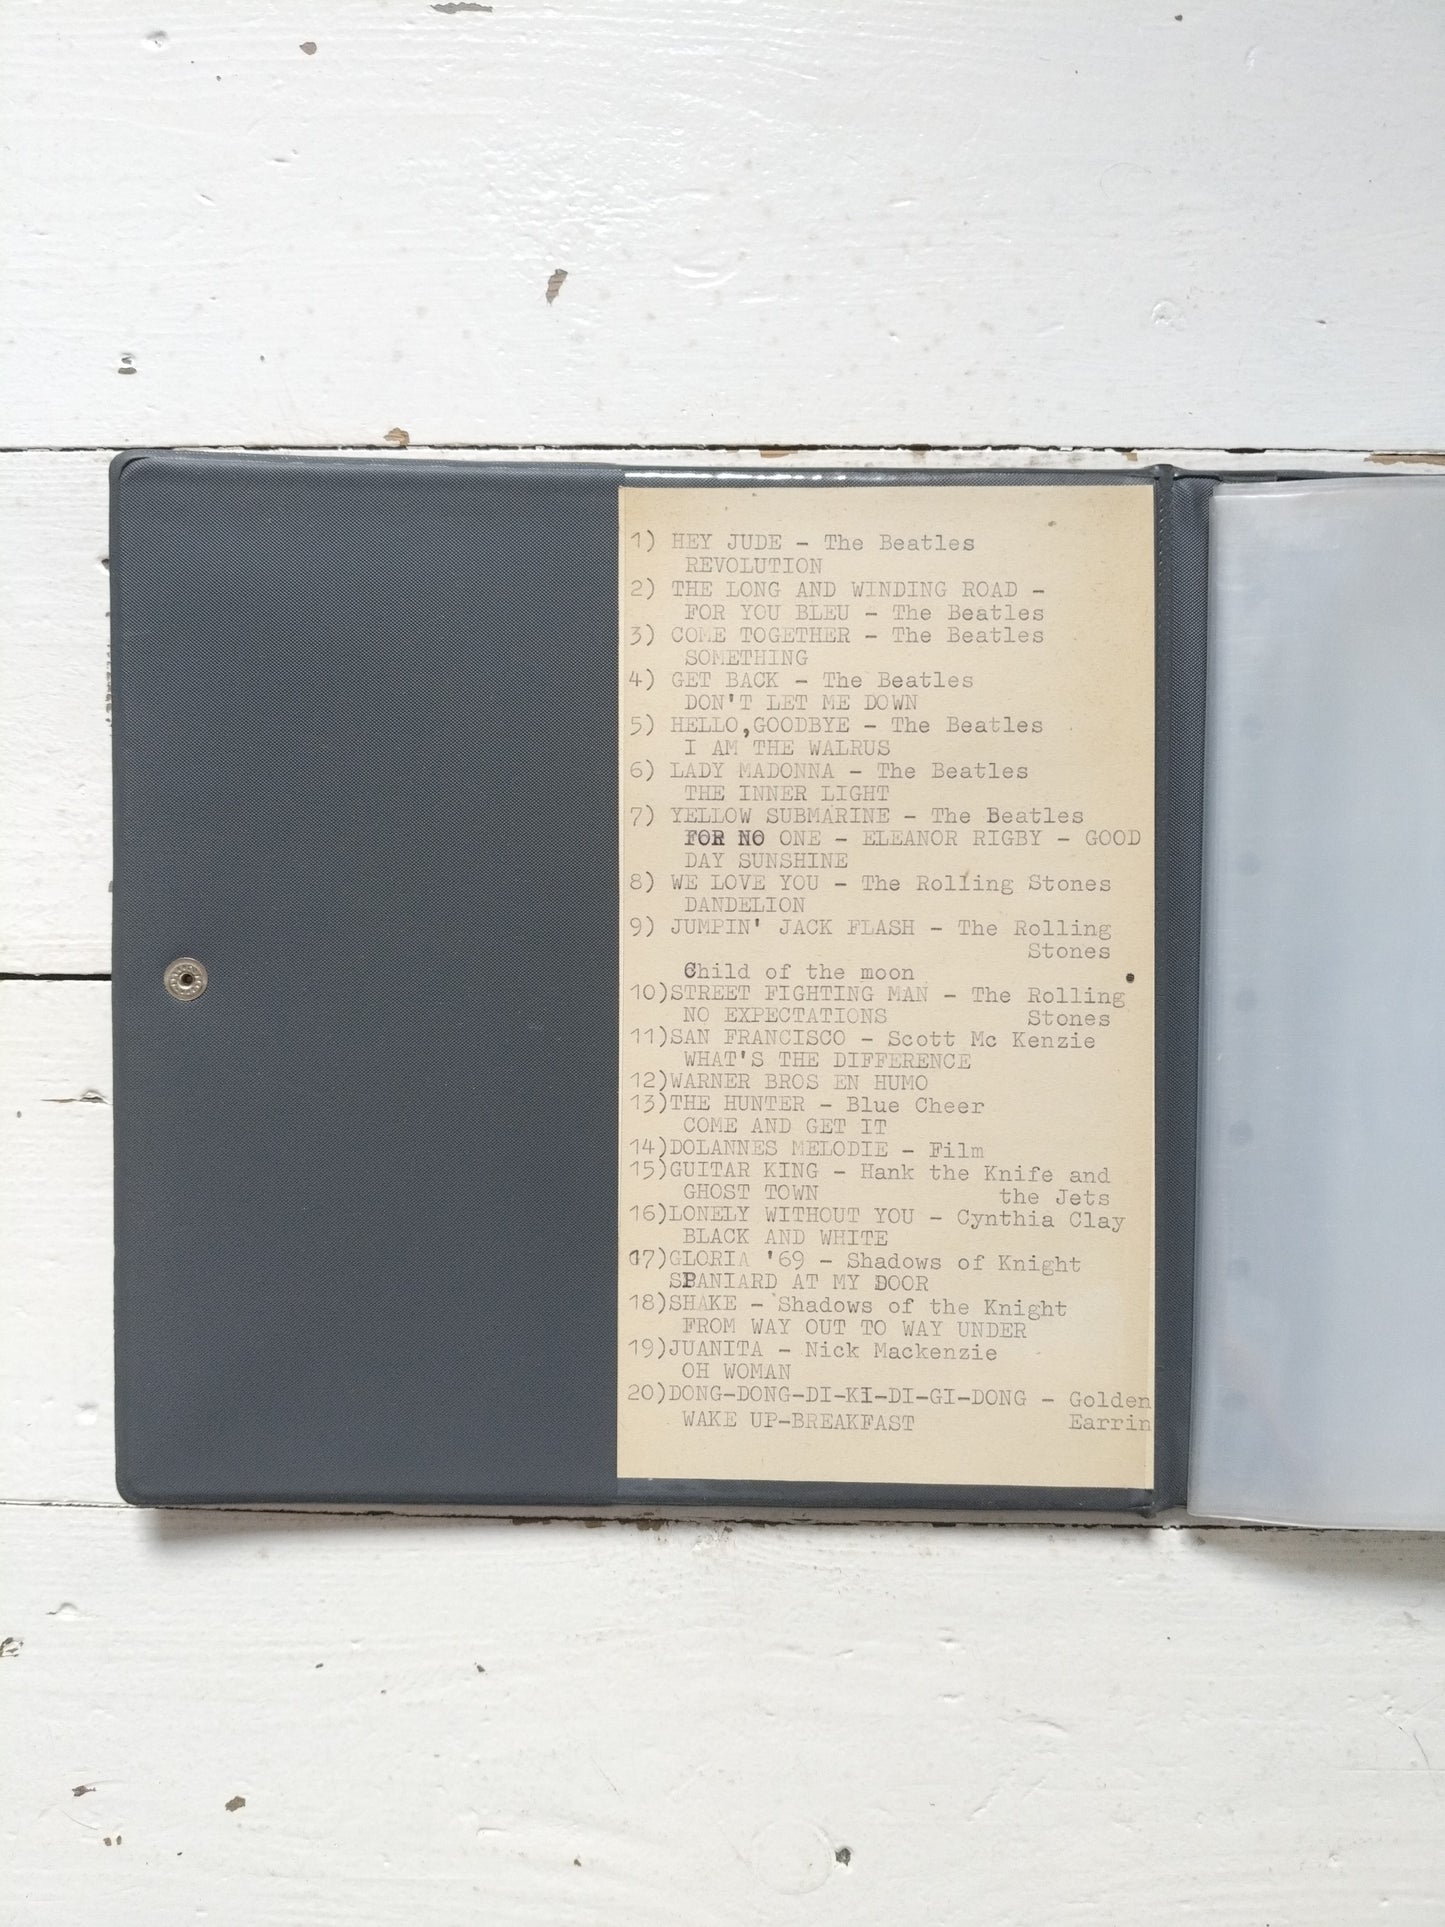 1) HEY JUDE - The Beatles
REVOLUTION
2) THE LONG AND WINDING ROAD -
FOR YOU BLEU - The Beatles
3) COME TOGETHER - The Beatles
SOMETHING
4) GET BACK - The Beatles
DON'T LET ME DOWN
5) HELLO,GOODBYE - The Beatles
I AM THE WALRUS
6) LADY MADONNA - The Beatles
THE INNER LIGHT
7) YELLOW SUBMARINE - The Beatles
FOR NO ONE - ELEANOR RIGBY - GOOD
DAY SUNSHINE
8) WE LOVE YOU - The Rolling Stones
DANDELION
9) JUMPIN' JACK FLASH - The Rolling
Stones
Child of the moon
10)STREET FIGHTING MAN - The Rolling
NO EXPECTATIONS Stones
11)SAN FRANCISCO - Scott Mc Kenzie
WHAT'S THE DIFFERENCE
12)WARNER BROS EN HUMO
13)THE HUNTER - Blue Cheer
COME AND GET IT
14)DOLANNES MELODIE - Film
15)GUITAR KING - Hank the Knife and
GHOST TOWN the Jets
16)LONELY WITHOUT YOU - Cynthia Clay
BLACK AND WHITE
17)GLORIA '69 - Shadows of Knight
SPANIARD AT MY DOOR
18)SHAKE - Shadows of the Knight
FROM WAY OUT TO WAY UNDER
19)JUANITA - Nick Mackenzie
OH WOMAN
20)DONG-DONG-DI-KI-DI-GI-DONG - Golden
WAKE UP-BREAKFAST Earrin